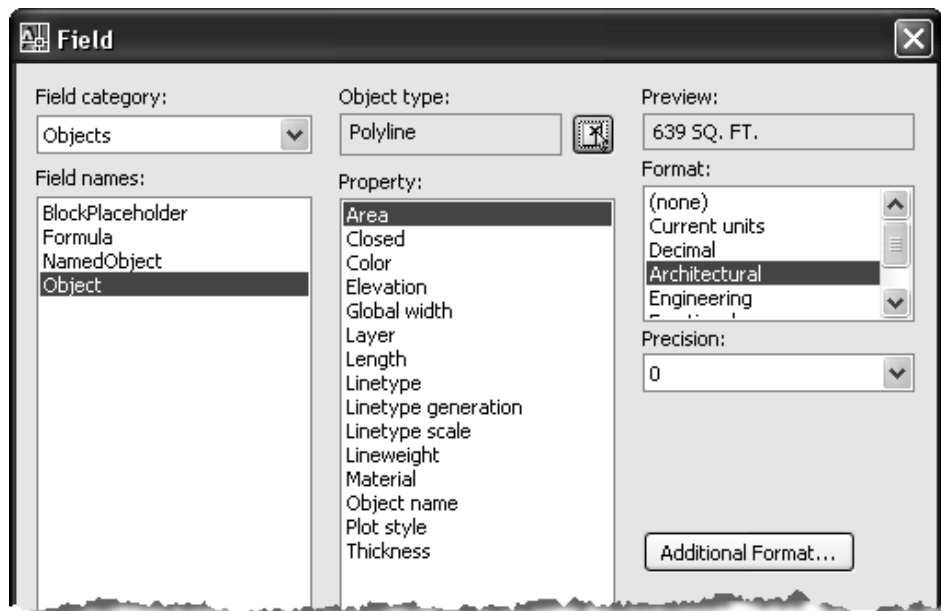 Field
Field category:
Objects
Field names:
BlockPlaceholder
Formula
NamedObject
Object
Object type:
Polyline
Property:
Area
Closed
Color
Elevation
Global width
Layer
Length
Linetype
Linetype generation
Linetype scale
Lineweight
Material
Object name
Plot style
Thickness
Preview:
639 SQ. FT.
Format:
(none)
Current units
Decimal
Architectural
Engineering
Precision:
0
Additional Format...